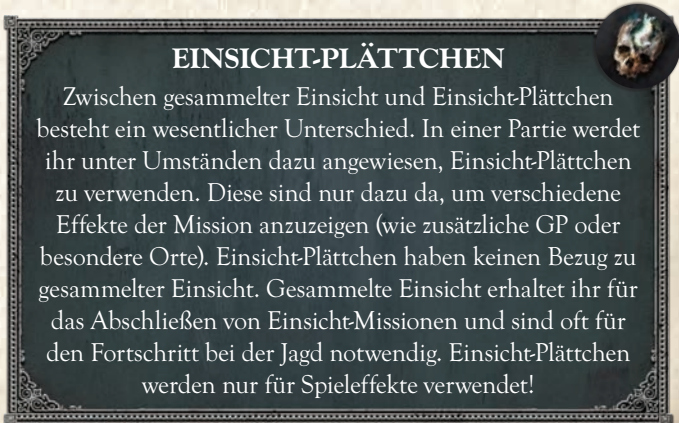 EINSICHT-PLÄTTCHEN
Zwischen gesammelter Einsicht und Einsicht-Plättchen
besteht ein wesentlicher Unterschied. In einer Partie werdet
ihr unter Umständen dazu angewiesen, Einsicht-Plättchen
zu verwenden. Diese sind nur dazu da, um verschiedene
Effekte der Mission anzuzeigen (wie zusätzliche GP oder
besondere Orte). Einsicht-Plättchen haben keinen Bezug zu
gesammelter Einsicht. Gesammelte Einsicht erhaltet ihr für
das Abschließen von Einsicht-Missionen und sind oft für
den Fortschritt bei der Jagd notwendig. Einsicht-Plättchen
werden nur für Spieleffekte verwendet!